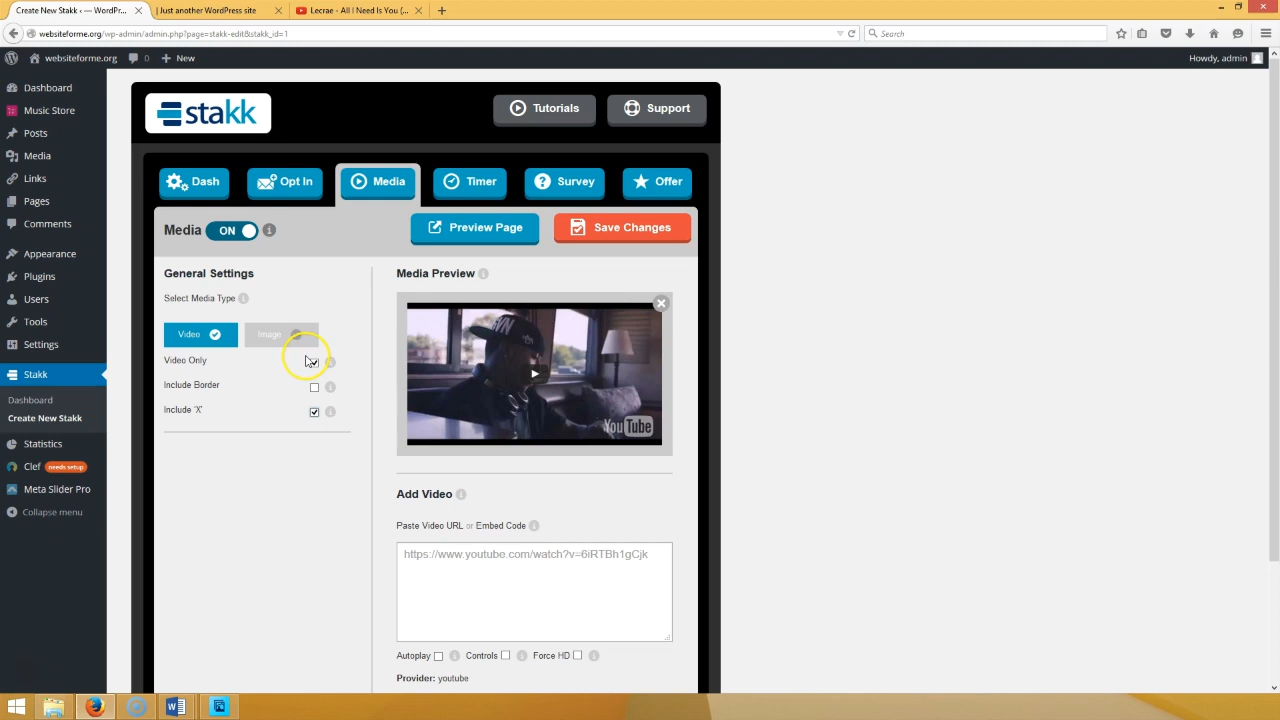 Create New Stakk ‹ — WordPr...
| Just another WordPress site
Lecrae - All I Need Is You (...
websiteforme.org/wp-admin/admin.php?page=stakk-edit&stakk_id=1
Search
websiteforme.org
0
New
Howdy, admin
Dashboard
Music Store
Posts
Media
Links
Pages
Comments
Appearance
Plugins
Users
Tools
Settings
Stakk
Dashboard
Create New Stakk
Statistics
Clef needs setup
Meta Slider Pro
Collapse menu
stakk
Tutorials
Support
Dash
Opt In
Media
Timer
Survey
Offer
Media ON
Preview Page
Save Changes
General Settings
Select Media Type
Video
Image
Video Only
Include Border
Include 'X'
Media Preview
YouTube
Add Video
Paste Video URL or Embed Code
https://www.youtube.com/watch?v=6iRTBh1gCjk
Autoplay
Controls
Force HD
Provider: youtube